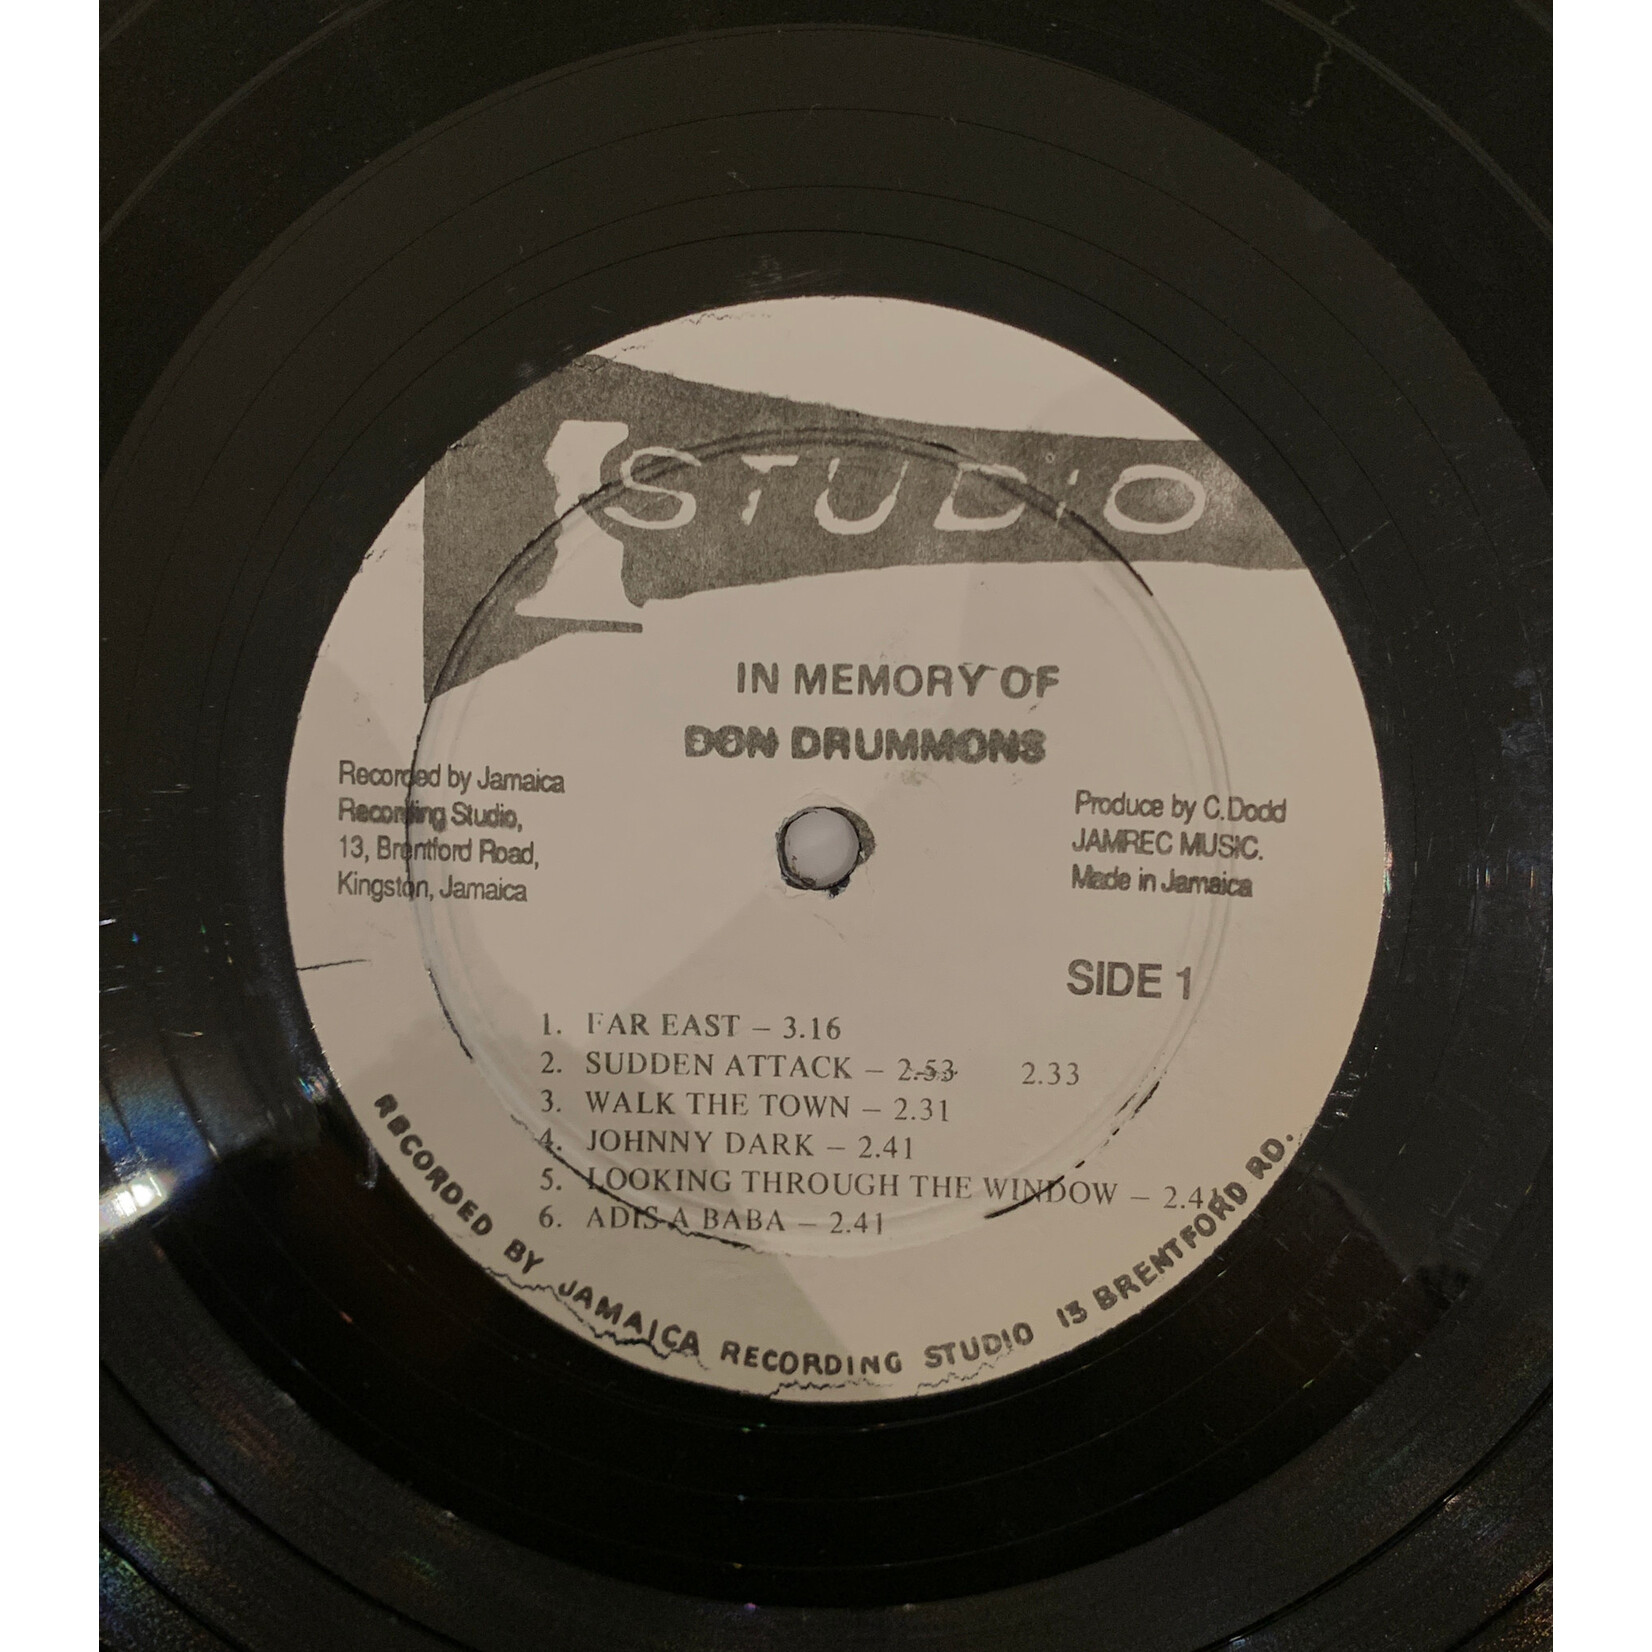 1 STUDIO
IN MEMORY OF
DON DRUMMONS
Recorded by Jamaica
Recording Studio,
13, Brentford Road,
Kingston, Jamaica
Produce by C. Dodd
JAMREC MUSIC.
Made in Jamaica
SIDE 1
1. FAR EAST – 3.16
2. SUDDEN ATTACK – 2.53 2.33
3. WALK THE TOWN – 2.31
4. JOHNNY DARK – 2.41
5. LOOKING THROUGH THE WINDOW –
6. ADIS A BABA – 2.41
RECORDED BY JAMAICA RECORDING STUDIO 13 BRENTFORD RD.